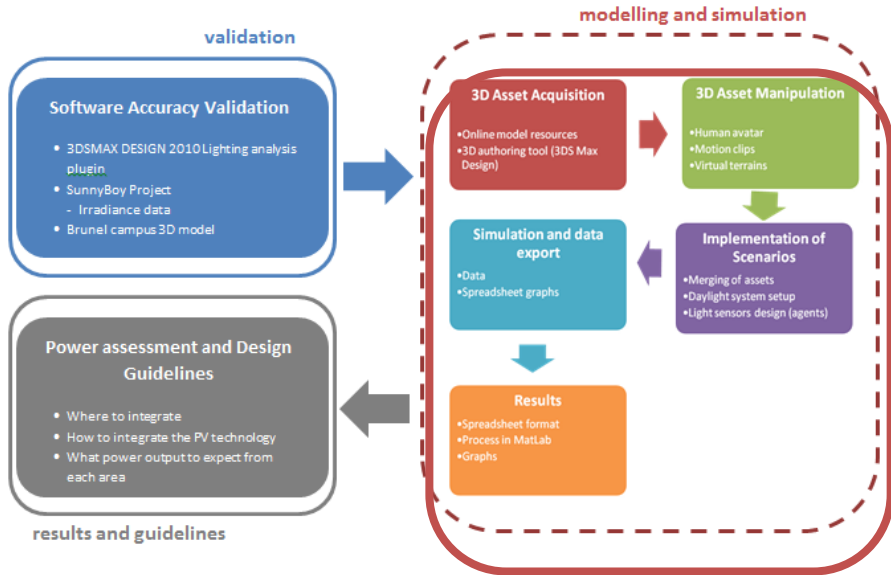 validation
Software Accuracy Validation
• 3DSMAX DESIGN 2010 Lighting analysis
plugin
• SunnyBoy Project
- Irradiance data
• Brunel campus 3D model
modelling and simulation
3D Asset Acquisition
•Online model resources
•3D authoring tool (3DS Max
Design)
3D Asset Manipulation
•Human avatar
•Motion clips
•Virtual terrains
Implementation of
Scenarios
•Merging of assets
•Daylight system setup
•Light sensors design (agents)
Simulation and data
export
•Data
•Spreadsheet graphs
Results
•Spreadsheet format
•Process in MatLab
•Graphs
Power assessment and Design
Guidelines
• Where to integrate
• How to integrate the PV technology
• What power output to expect from
each area
results and guidelines